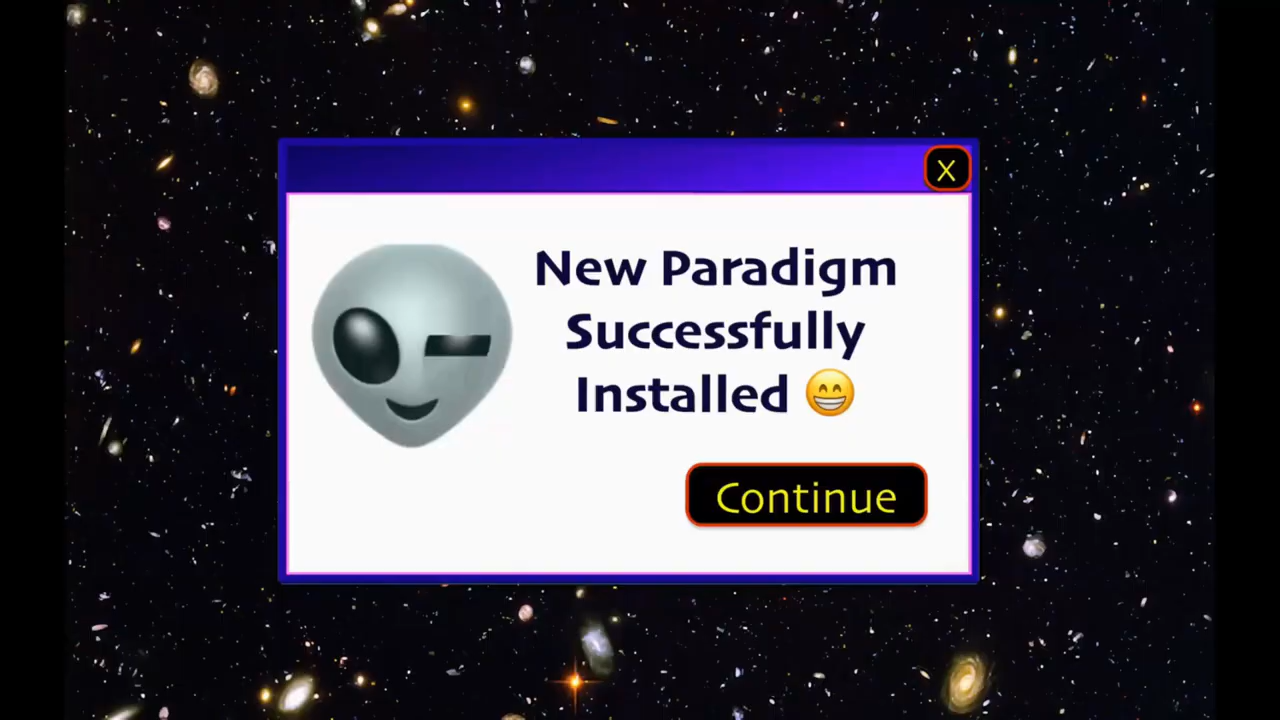 X
New Paradigm
Successfully
Installed 😁
Continue